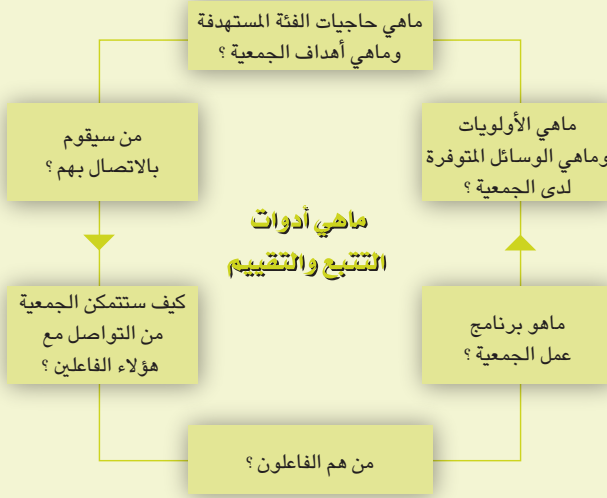 ماهي حاجيات الفئة المستهدفة
وماهي أهداف الجمعية ؟
ماهي الأولويات
وماهي الوسائل المتوفرة
لدى الجمعية ؟
من سيقوم
بالاتصال بهم ؟
ماهي أدوات
التتبع والتقييم
ماهو برنامج
عمل الجمعية ؟
كيف ستتمكن الجمعية
من التواصل مع
هؤلاء الفاعلين ؟
من هم الفاعلون ؟